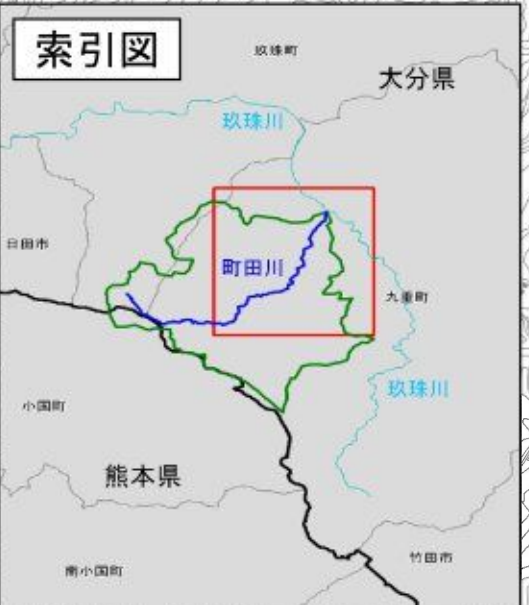 索引図
玖珠町
大分県
玖珠川
日田市
町田川
九重町
玖珠川
小国町
熊本県
竹田市
南小国町